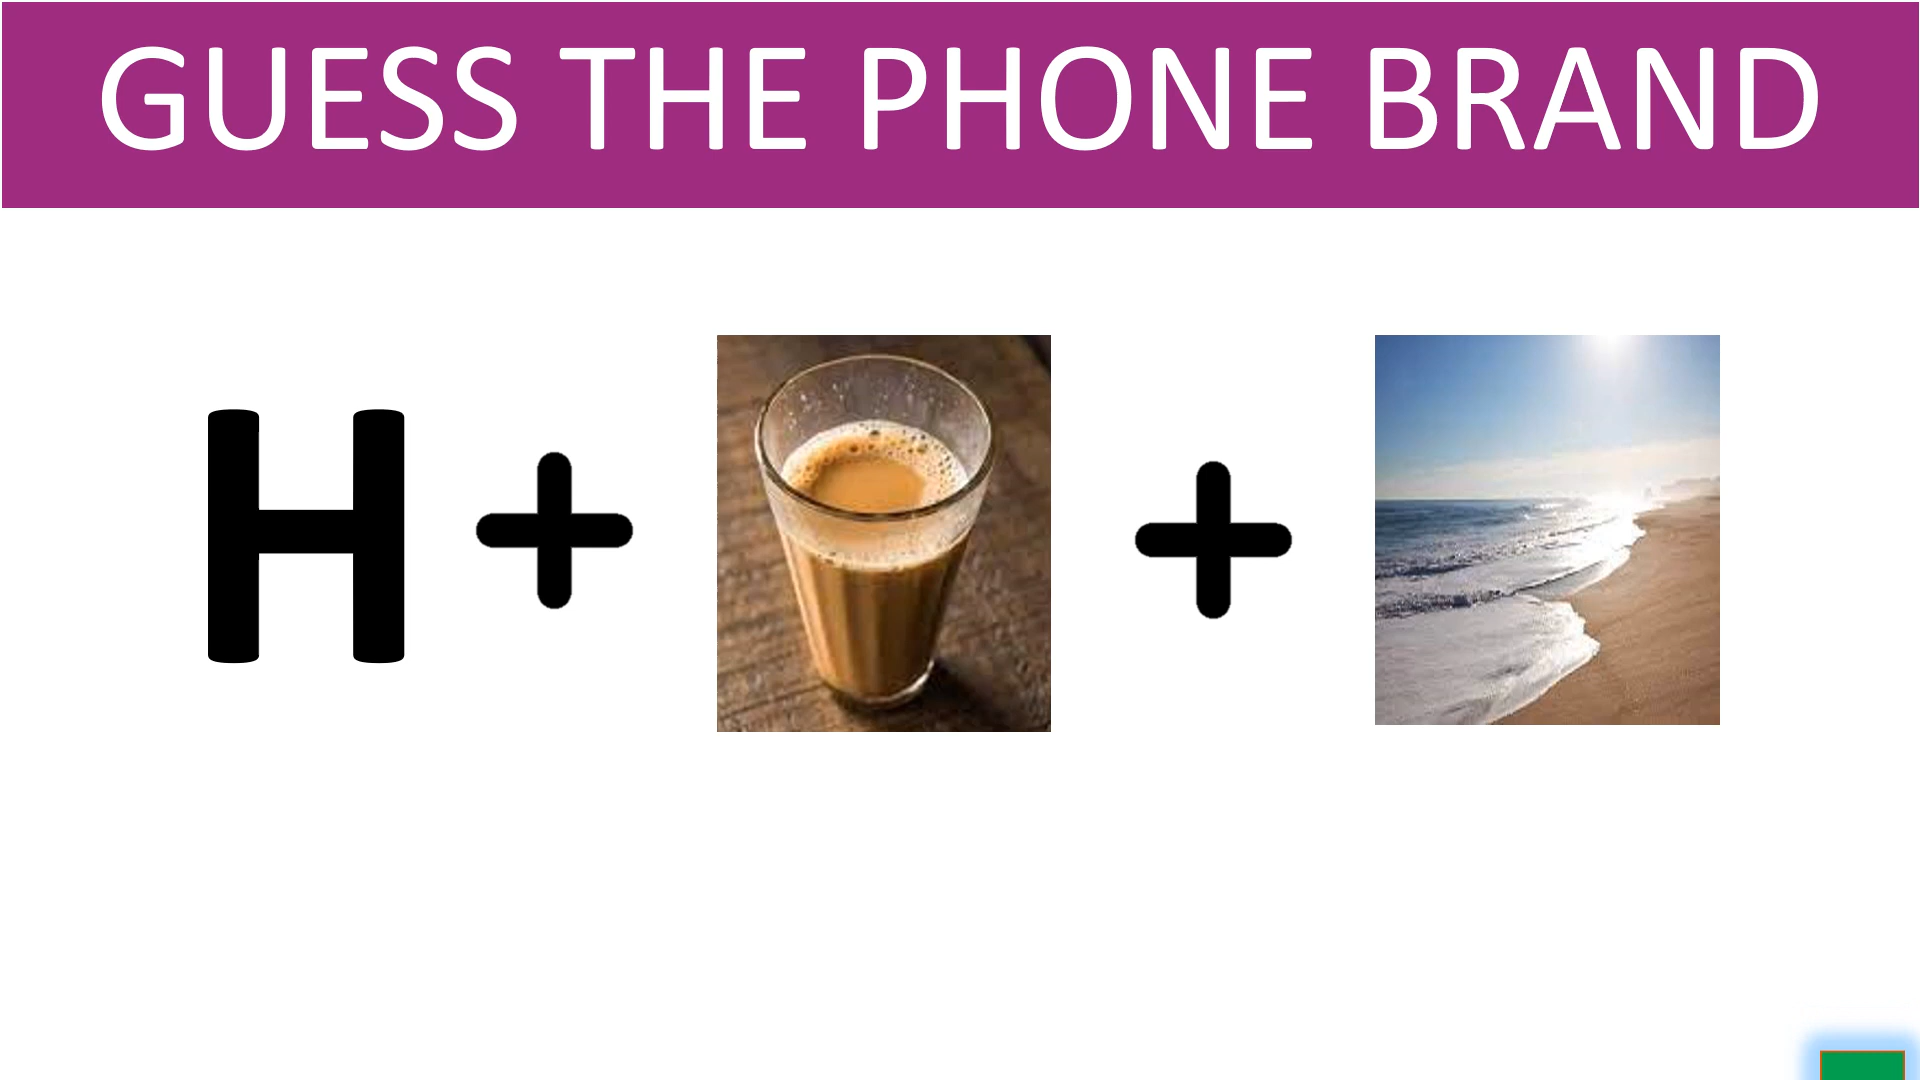 GUESS THE PHONE BRAND
H + +